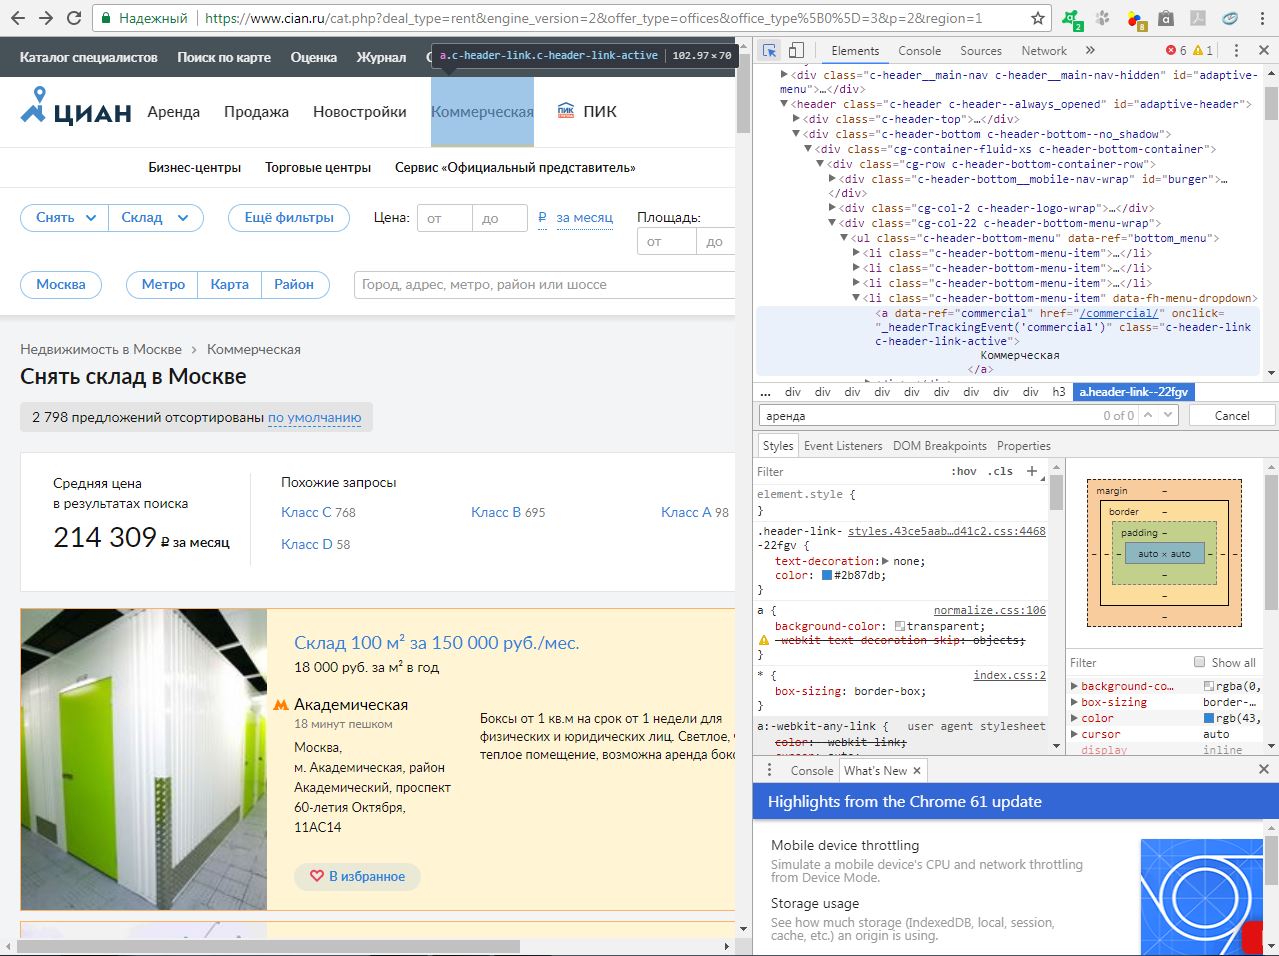 Надежный
https://www.cian.ru/cat.php?deal_type=rent&engine_version=2&offer_type=offices&office_type%5B0%5D=3&p=2&region=1
2
8
Каталог специалистов Поиск по карте Оценка Журнал
a.c-header-link.c-header-link-active 102.97 × 70
ЦИАН Аренда Продажа Новостройки Коммерческая ПИК
Бизнес-центры Торговые центры Сервис «Официальный представитель»
Снять Склад Ещё фильтры Цена: от до ₽ за месяц Площадь:
от до
Москва Метро Карта Район Город, адрес, метро, район или шоссе
Недвижимость в Москве › Коммерческая
Снять склад в Москве
2 798 предложений отсортированы по умолчанию
Средняя цена
в результатах поиска
214 309 ₽ за месяц
Похожие запросы
Класс C 768 Класс B 695 Класс A 98
Класс D 58
Склад 100 м² за 150 000 руб./мес.
18 000 руб. за м² в год
Академическая
18 минут пешком
Москва,
м. Академическая, район
Академический, проспект
60-летия Октября,
11АС14
Боксы от 1 кв.м на срок от 1 недели для
физических и юридических лиц. Светлое,
теплое помещение, возможна аренда
В избранное
Elements Console Sources Network » 6 1
<div class="c-header__main-nav c-header__main-nav-hidden" id="adaptive-
menu">…</div>
<header class="c-header c-header--always_opened" id="adaptive-header">
<div class="c-header-top">…</div>
<div class="c-header-bottom c-header-bottom--no_shadow">
<div class="cg-container-fluid-xs c-header-bottom-container">
<div class="cg-row c-header-bottom-container-row">
<div class="c-header-bottom__mobile-nav-wrap" id="burger">…
</div>
<div class="cg-col-2 c-header-logo-wrap">…</div>
<div class="cg-col-22 c-header-bottom-menu-wrap">
<ul class="c-header-bottom-menu" data-ref="bottom_menu">
<li class="c-header-bottom-menu-item">…</li>
<li class="c-header-bottom-menu-item">…</li>
<li class="c-header-bottom-menu-item">…</li>
<li class="c-header-bottom-menu-item" data-fh-menu-dropdown>
<a data-ref="commercial" href="/commercial/" onclick=
"_headerTrackingEvent('commercial')" class="c-header-link
c-header-link-active">
Коммерческая
</a>
... div div div div div div div div div h3 a.header-link--22fgv
аренда 0 of 0 Cancel
Styles Event Listeners DOM Breakpoints Properties
Filter :hov .cls +
element.style {
}
.header-link- styles.43ce5aab…d41c2.css:4468
-22fgv {
text-decoration: none;
color: #2b87db;
}
a { normalize.css:106
background-color: transparent;
-webkit-text-decoration-skip: objects;
}
* { index.css:2
box-sizing: border-box;
}
a:-webkit-any-link { user agent stylesheet
color: -webkit-link;
cursor: auto;
margin –
border –
padding –
– – – auto × auto – – –
–
–
–
Filter Show all
background-co… rgba(0,
box-sizing border-…
color rgb(43,
cursor auto
display inline
Console What's New ×
Highlights from the Chrome 61 update
Mobile device throttling
Simulate a mobile device's CPU and network throttling
from Device Mode.
Storage usage
See how much storage (IndexedDB, local, session,
cache, etc.) an origin is using.